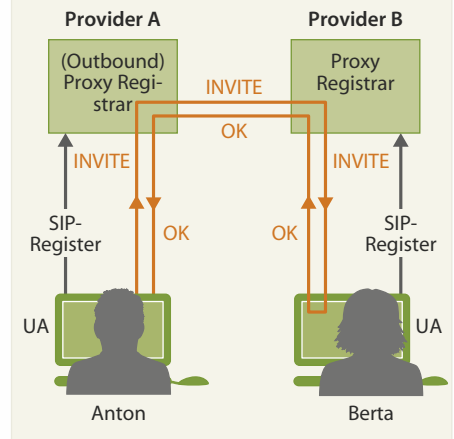 Provider A
Provider B
(Outbound)
Proxy Regi-
strar
Proxy
Registrar
INVITE
OK
INVITE
INVITE
SIP-
Register
OK
OK
SIP-
Register
UA
UA
Anton
Berta